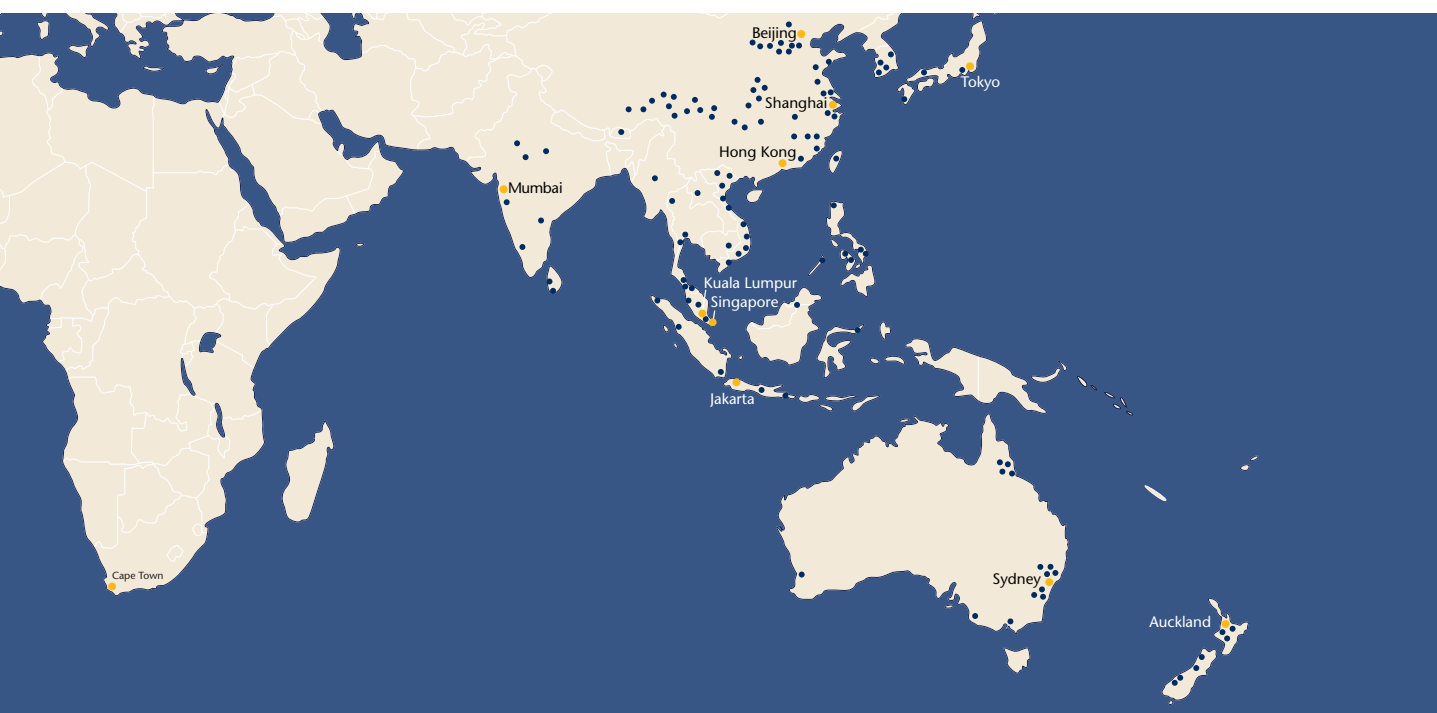 Beijing
Tokyo
Shanghai
Hong Kong
Mumbai
Kuala Lumpur
Singapore
Jakarta
Cape Town
Sydney
Auckland